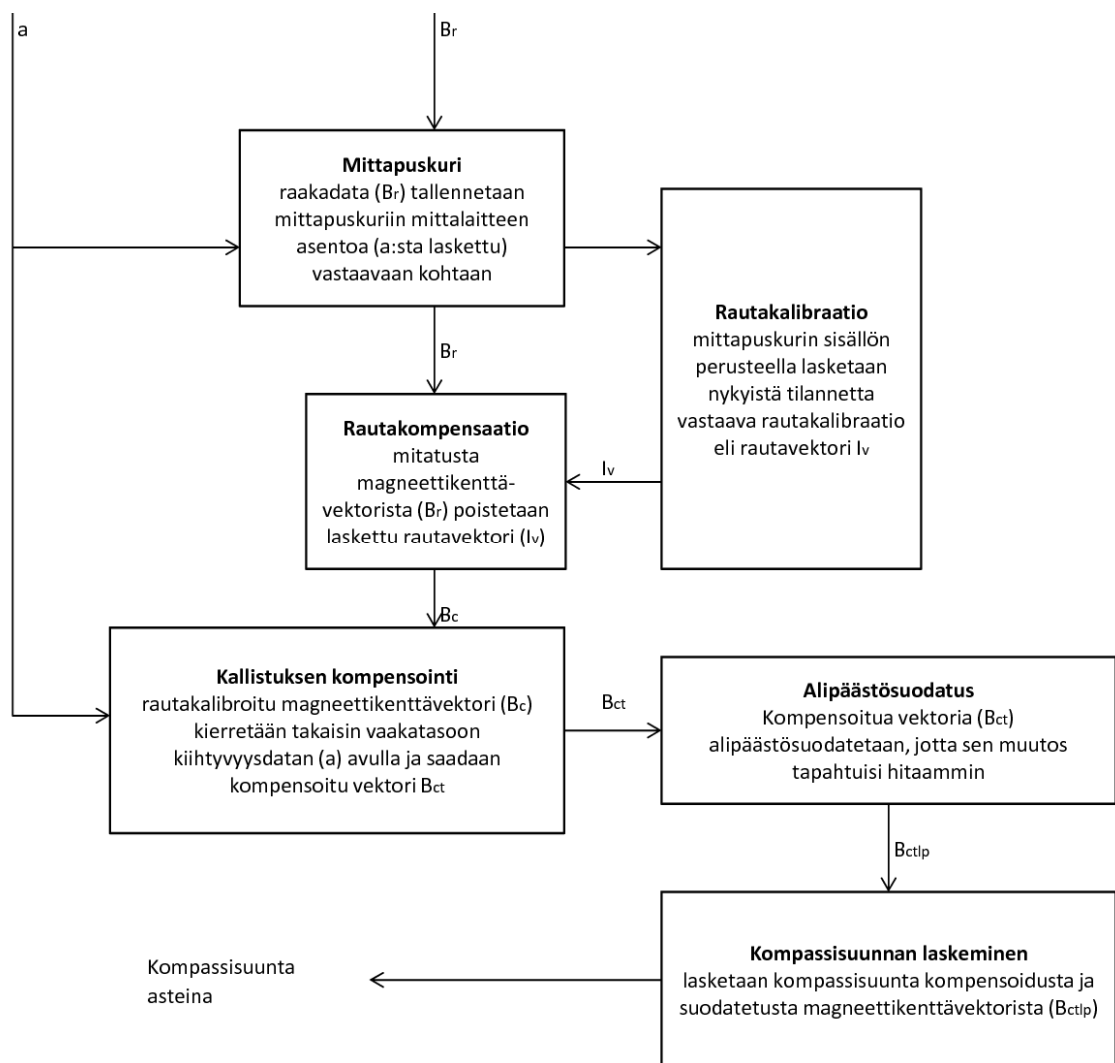 a
Br
Mittapuskuri
raakadata (Br) tallennetaan
mittapuskuriin mittalaitteen
asentoa (a:sta laskettu)
vastaavaan kohtaan
Rautakalibraatio
mittapuskurin sisällön
perusteella lasketaan
nykyistä tilannetta
vastaava rautakalibraatio
eli rautavektori Iv
Br
Rautakompensaatio
mitatusta
magneettikenttä-
vektorista (Br) poistetaan
laskettu rautavektori (Iv)
Iv
Bc
Kallistuksen kompensointi
rautakalibroitu magneettikenttävektori (Bc)
kierretään takaisin vaakatasoon
kiihtyvyysdatan (a) avulla ja saadaan
kompensoitu vektori Bct
Bct
Alipäästösuodatus
Kompensoitua vektoria (Bct)
alipäästösuodatetaan, jotta sen muutos
tapahtuisi hitaammin
Bctlp
Kompassisuunnan laskeminen
lasketaan kompassisuunta kompensoidusta ja
suodatetusta magneettikenttävektorista (Bctlp)
Kompassisuunta
asteina